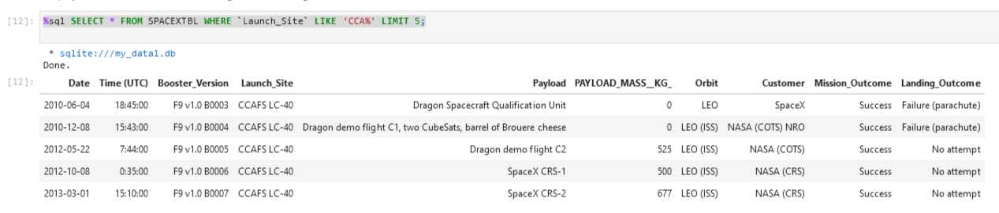 [12]: %sql SELECT * FROM SPACEXTBL WHERE `Launch_Site` LIKE 'CCA%' LIMIT 5;
* sqlite:///my_data1.db
Done.
[12]: Date Time (UTC) Booster_Version Launch_Site Payload PAYLOAD_MASS__KG_ Orbit Customer Mission_Outcome Landing_Outcome
2010-06-04 18:45:00 F9 v1.0 B0003 CCAFS LC-40 Dragon Spacecraft Qualification Unit 0 LEO SpaceX Success Failure (parachute)
2010-12-08 15:43:00 F9 v1.0 B0004 CCAFS LC-40 Dragon demo flight C1, two CubeSats, barrel of Brouere cheese 0 LEO (ISS) NASA (COTS) NRO Success Failure (parachute)
2012-05-22 7:44:00 F9 v1.0 B0005 CCAFS LC-40 Dragon demo flight C2 525 LEO (ISS) NASA (COTS) Success No attempt
2012-10-08 0:35:00 F9 v1.0 B0006 CCAFS LC-40 SpaceX CRS-1 500 LEO (ISS) NASA (CRS) Success No attempt
2013-03-01 15:10:00 F9 v1.0 B0007 CCAFS LC-40 SpaceX CRS-2 677 LEO (ISS) NASA (CRS) Success No attempt